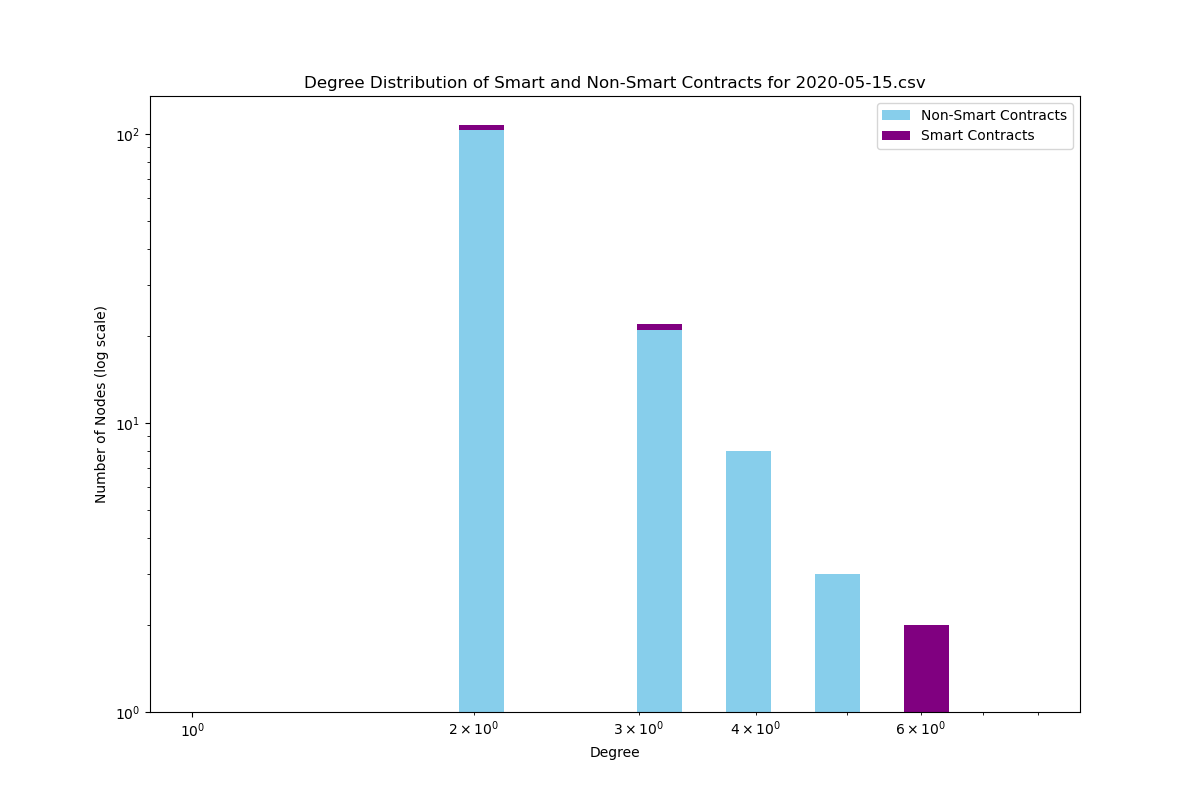 Degree Distribution of Smart and Non-Smart Contracts for 2020-05-15.csv
Non-Smart Contracts
Smart Contracts
Number of Nodes (log scale)
10²
10¹
10⁰
10⁰
2 × 10⁰
3 × 10⁰
4 × 10⁰
6 × 10⁰
Degree